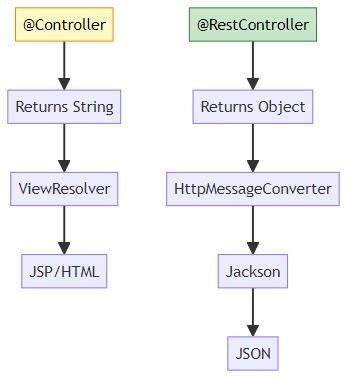 @Controller
Returns String
ViewResolver
JSP/HTML
@RestController
Returns Object
HttpMessageConverter
Jackson
JSON